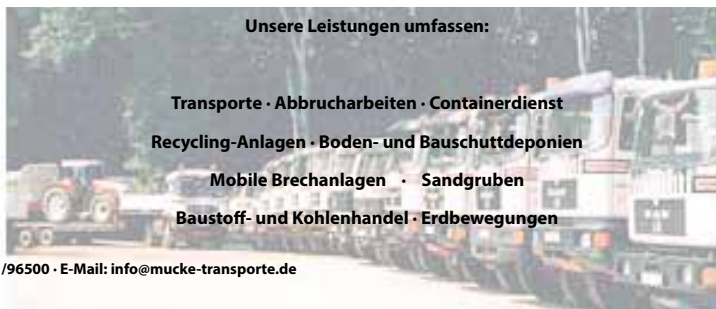 Unsere Leistungen umfassen:
Transporte · Abbrucharbeiten · Containerdienst
Recycling-Anlagen · Boden- und Bauschuttdeponien
Mobile Brechanlagen · Sandgruben
Baustoff- und Kohlenhandel · Erdbewegungen
/96500 · E-Mail: info@mucke-transporte.de